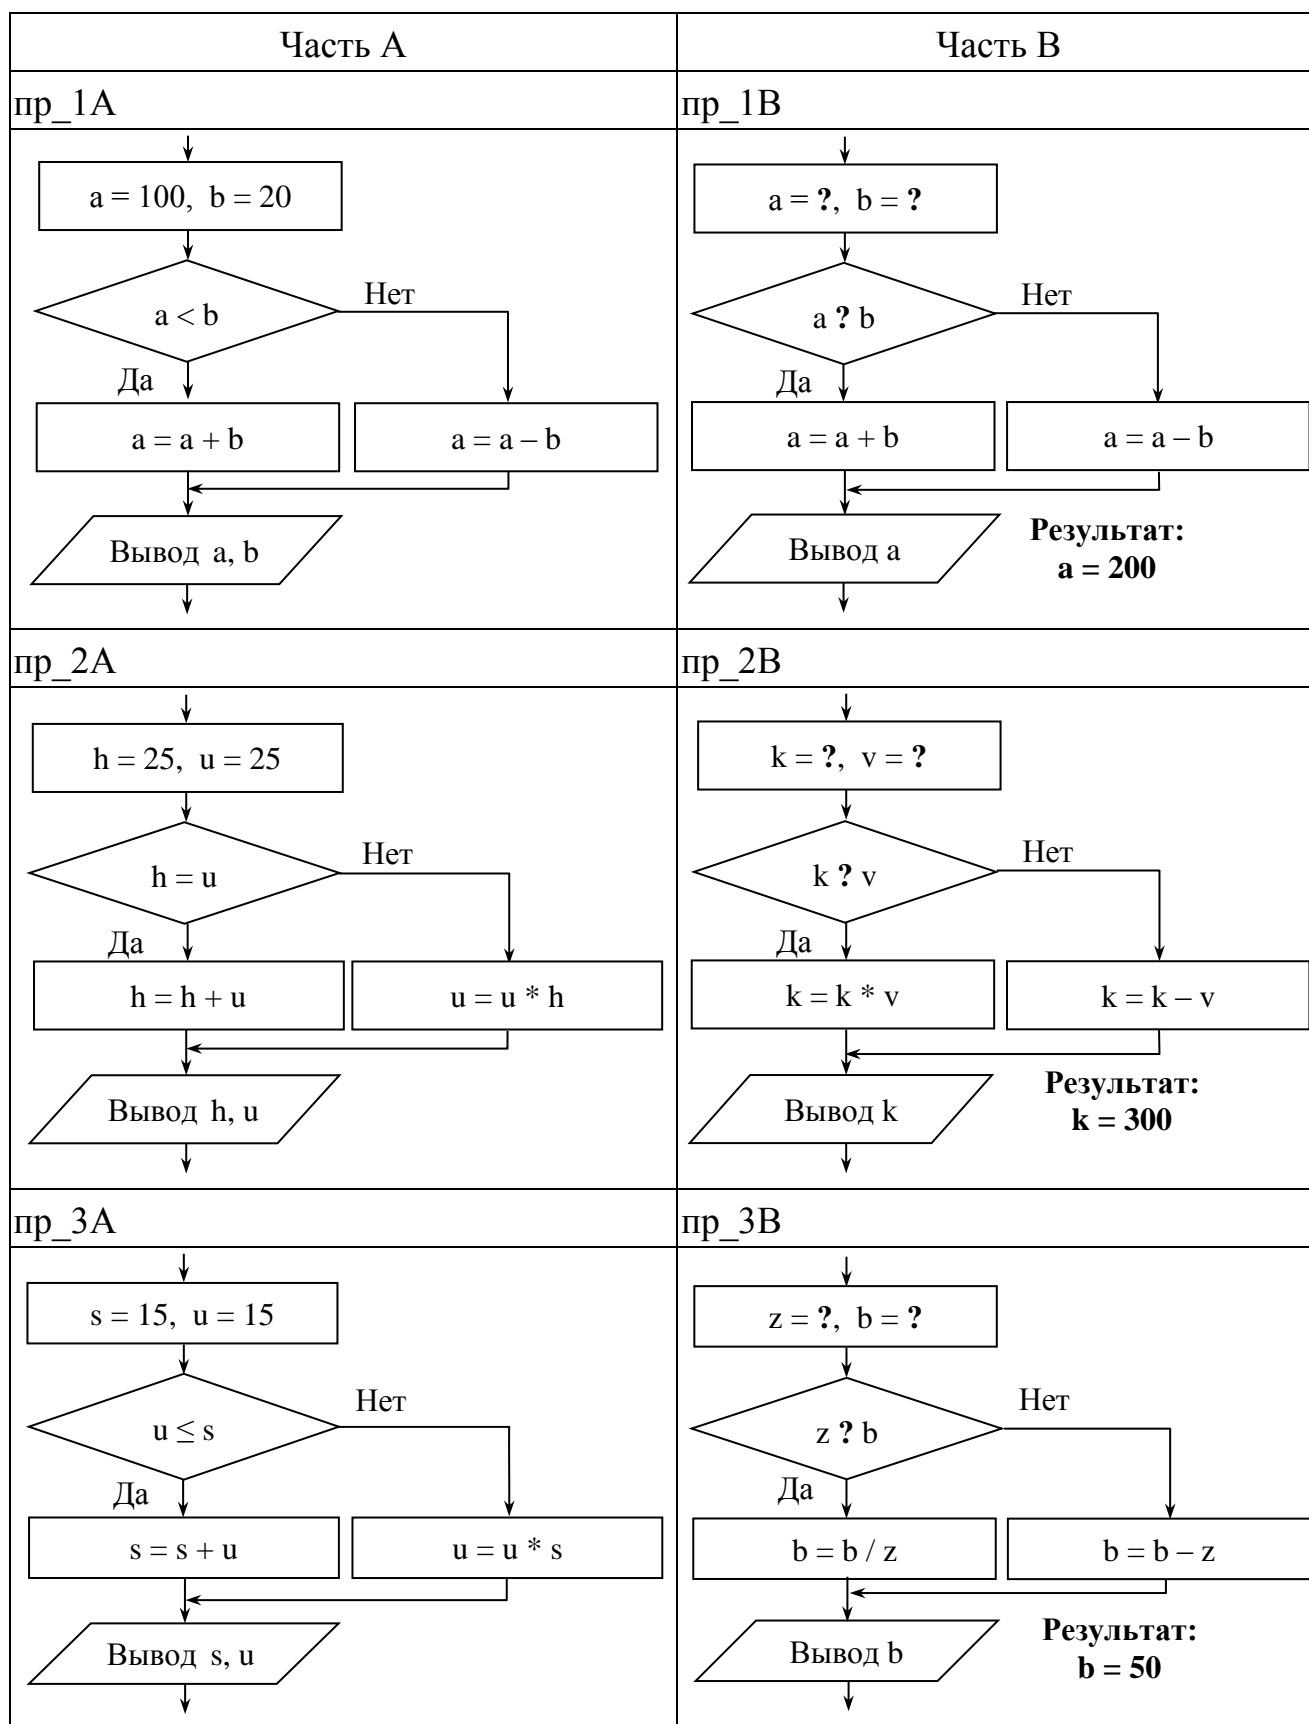 Часть А
Часть В
пр_1А
пр_1В
a = 100, b = 20
a = ?, b = ?
a < b
Нет
a ? b
Нет
Да
Да
a = a + b
a = a – b
a = a + b
a = a – b
Вывод a, b
Вывод a
Результат:
a = 200
пр_2А
пр_2В
h = 25, u = 25
k = ?, v = ?
h = u
Нет
k ? v
Нет
Да
Да
h = h + u
u = u * h
k = k * v
k = k – v
Вывод h, u
Вывод k
Результат:
k = 300
пр_3А
пр_3В
s = 15, u = 15
z = ?, b = ?
u ≤ s
Нет
z ? b
Нет
Да
Да
s = s + u
u = u * s
b = b / z
b = b – z
Вывод s, u
Вывод b
Результат:
b = 50